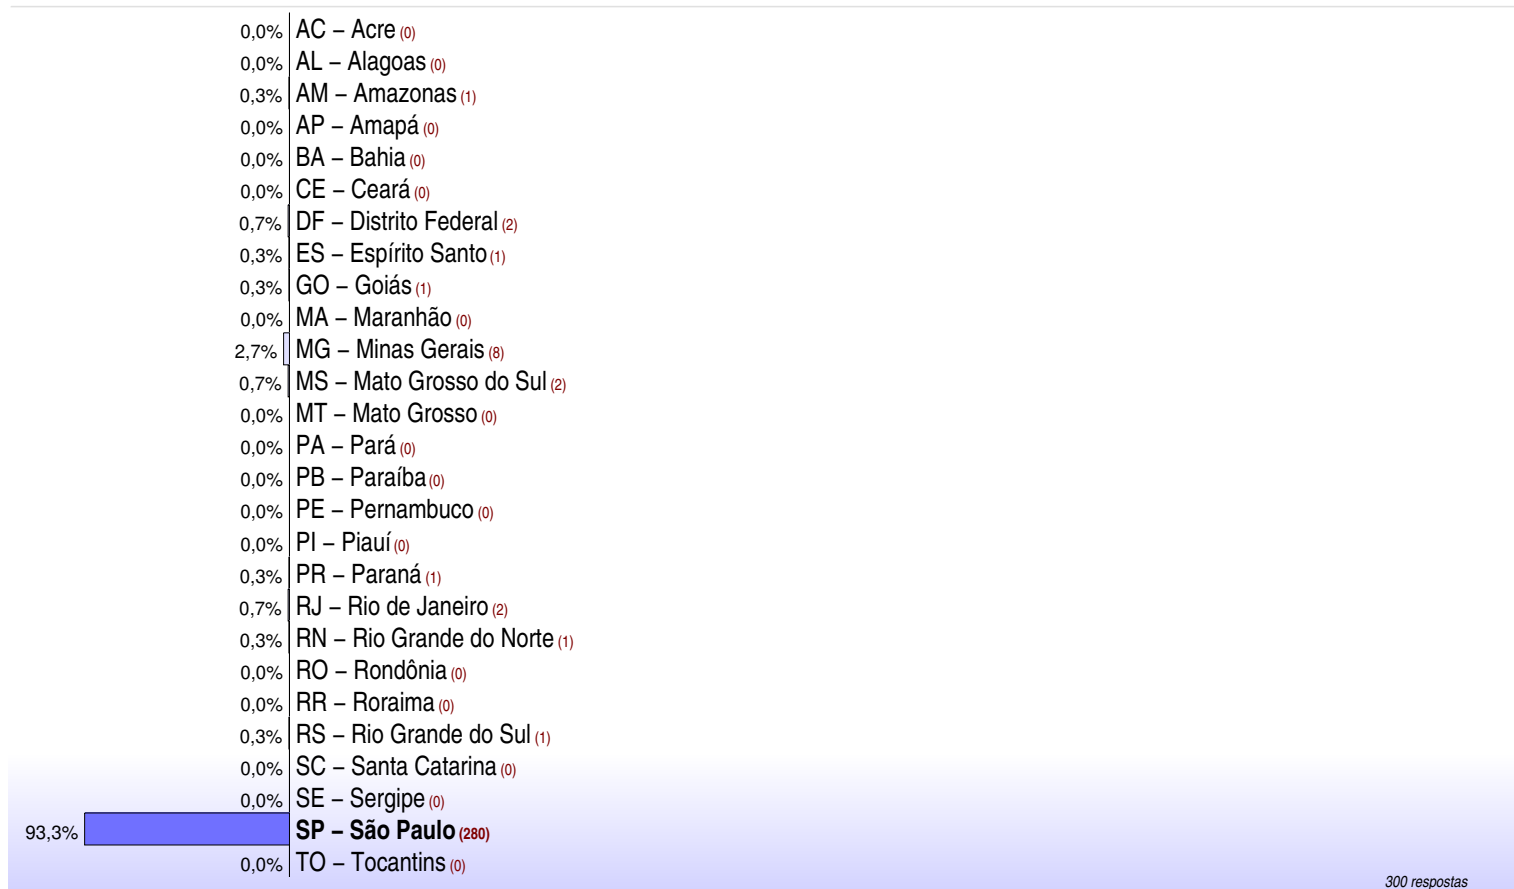 0,0% AC – Acre (0)
0,0% AL – Alagoas (0)
0,3% AM – Amazonas (1)
0,0% AP – Amapá (0)
0,0% BA – Bahia (0)
0,0% CE – Ceará (0)
0,7% DF – Distrito Federal (2)
0,3% ES – Espírito Santo (1)
0,3% GO – Goiás (1)
0,0% MA – Maranhão (0)
2,7% MG – Minas Gerais (8)
0,7% MS – Mato Grosso do Sul (2)
0,0% MT – Mato Grosso (0)
0,0% PA – Pará (0)
0,0% PB – Paraíba (0)
0,0% PE – Pernambuco (0)
0,0% PI – Piauí (0)
0,3% PR – Paraná (1)
0,7% RJ – Rio de Janeiro (2)
0,3% RN – Rio Grande do Norte (1)
0,0% RO – Rondônia (0)
0,0% RR – Roraima (0)
0,3% RS – Rio Grande do Sul (1)
0,0% SC – Santa Catarina (0)
0,0% SE – Sergipe (0)
93,3% SP – São Paulo (280)
0,0% TO – Tocantins (0)
300 respostas